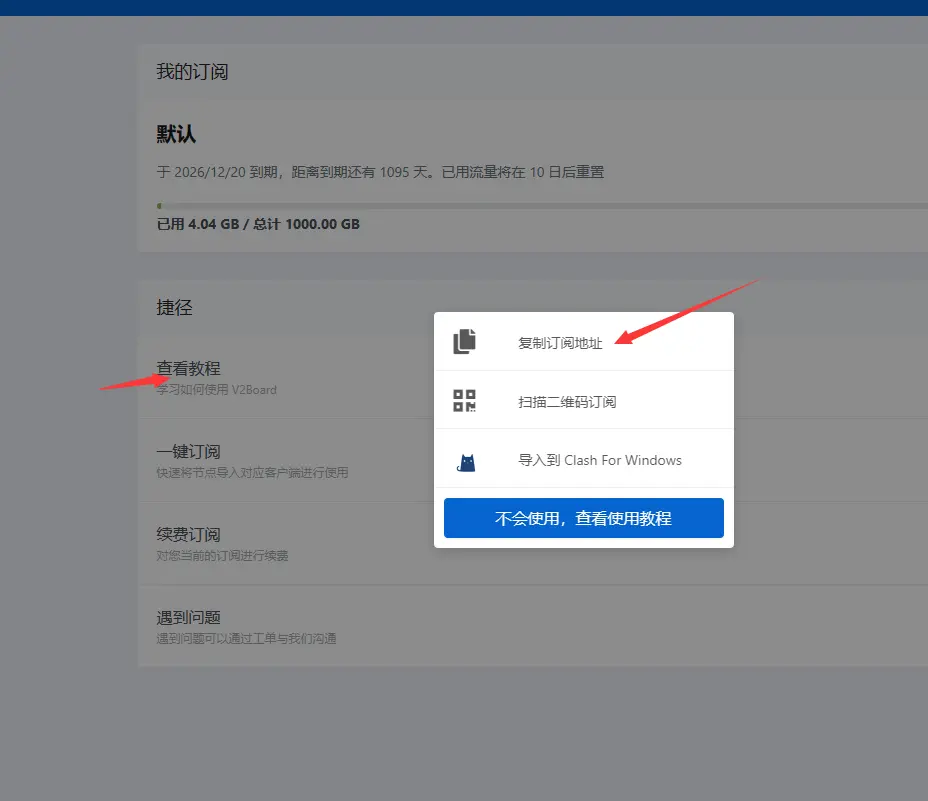 我的订阅
默认
于 2026/12/20 到期，距离到期还有 1095 天。已用流量将在 10 日后重置
已用 4.04 GB / 总计 1000.00 GB
捷径
查看教程
学习如何使用 V2Board
一键订阅
快速将节点导入对应客户端进行使用
续费订阅
对您当前的订阅进行续费
遇到问题
遇到问题可以通过工单与我们沟通
复制订阅地址
扫描二维码订阅
导入到 Clash For Windows
不会使用，查看使用教程